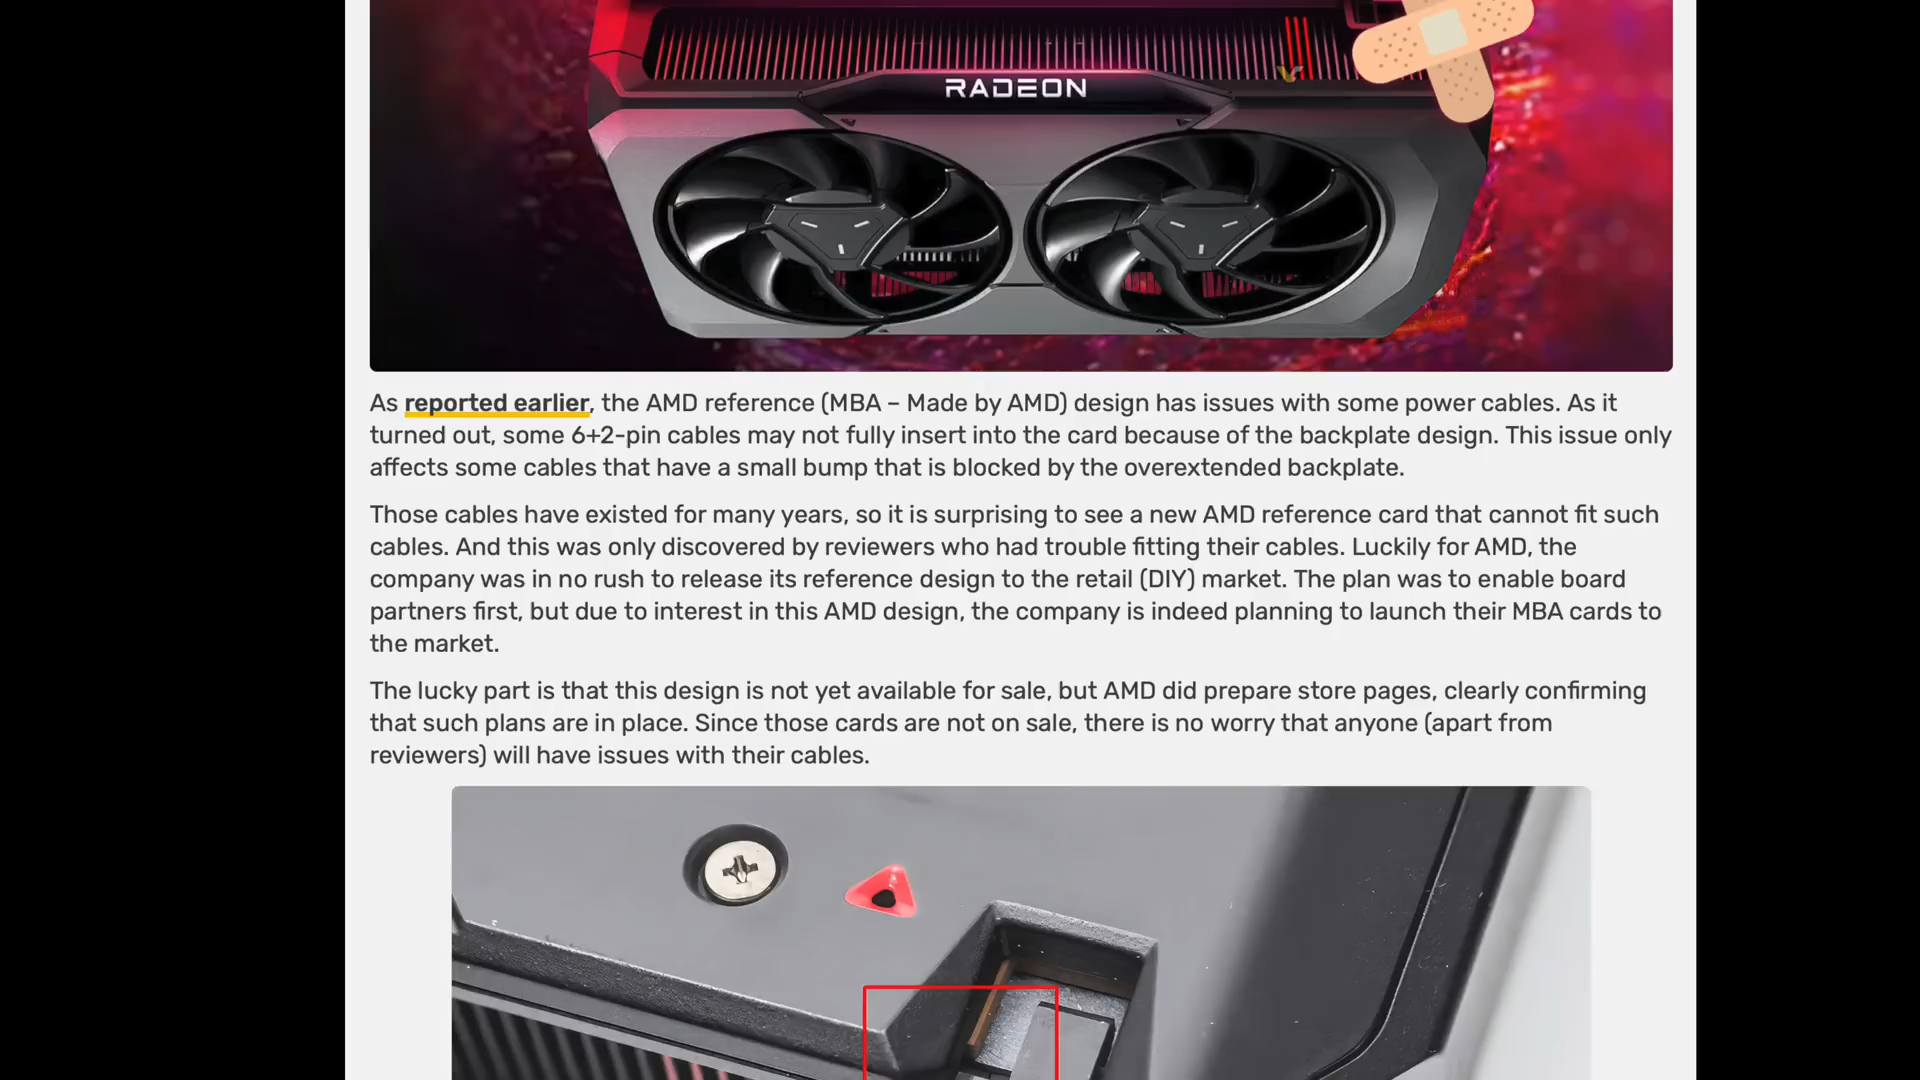 RADEON
As reported earlier, the AMD reference (MBA – Made by AMD) design has issues with some power cables. As it
turned out, some 6+2-pin cables may not fully insert into the card because of the backplate design. This issue only
affects some cables that have a small bump that is blocked by the overextended backplate.
Those cables have existed for many years, so it is surprising to see a new AMD reference card that cannot fit such
cables. And this was only discovered by reviewers who had trouble fitting their cables. Luckily for AMD, the
company was in no rush to release its reference design to the retail (DIY) market. The plan was to enable board
partners first, but due to interest in this AMD design, the company is indeed planning to launch their MBA cards to
the market.
The lucky part is that this design is not yet available for sale, but AMD did prepare store pages, clearly confirming
that such plans are in place. Since those cards are not on sale, there is no worry that anyone (apart from
reviewers) will have issues with their cables.